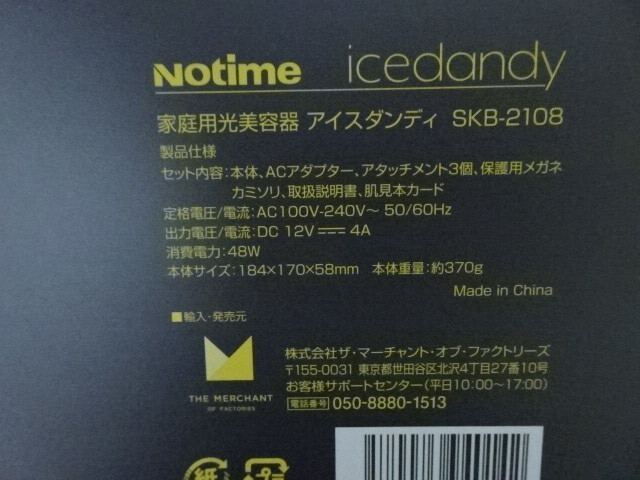 Notime icedandy
家庭用光美容器 アイスダンディ SKB-2108
製品仕様
セット内容:本体、ACアダプター、アタッチメント3個、保護用メガネ
カミソリ、取扱説明書、肌見本カード
定格電圧/電流:AC100V-240V～ 50/60Hz
出力電圧/電流:DC 12V⎓4A
消費電力:48W
本体サイズ:184×170×58mm 本体重量:約370g
Made in China
■輸入・発売元
THE MERCHANT
OF FACTORIES
株式会社ザ・マーチャント・オブ・ファクトリーズ
〒155-0031 東京都世田谷区北沢4丁目27番10号
お客様サポートセンター(平日10:00～17:00)
電話番号 050-8880-1513
紙 プ